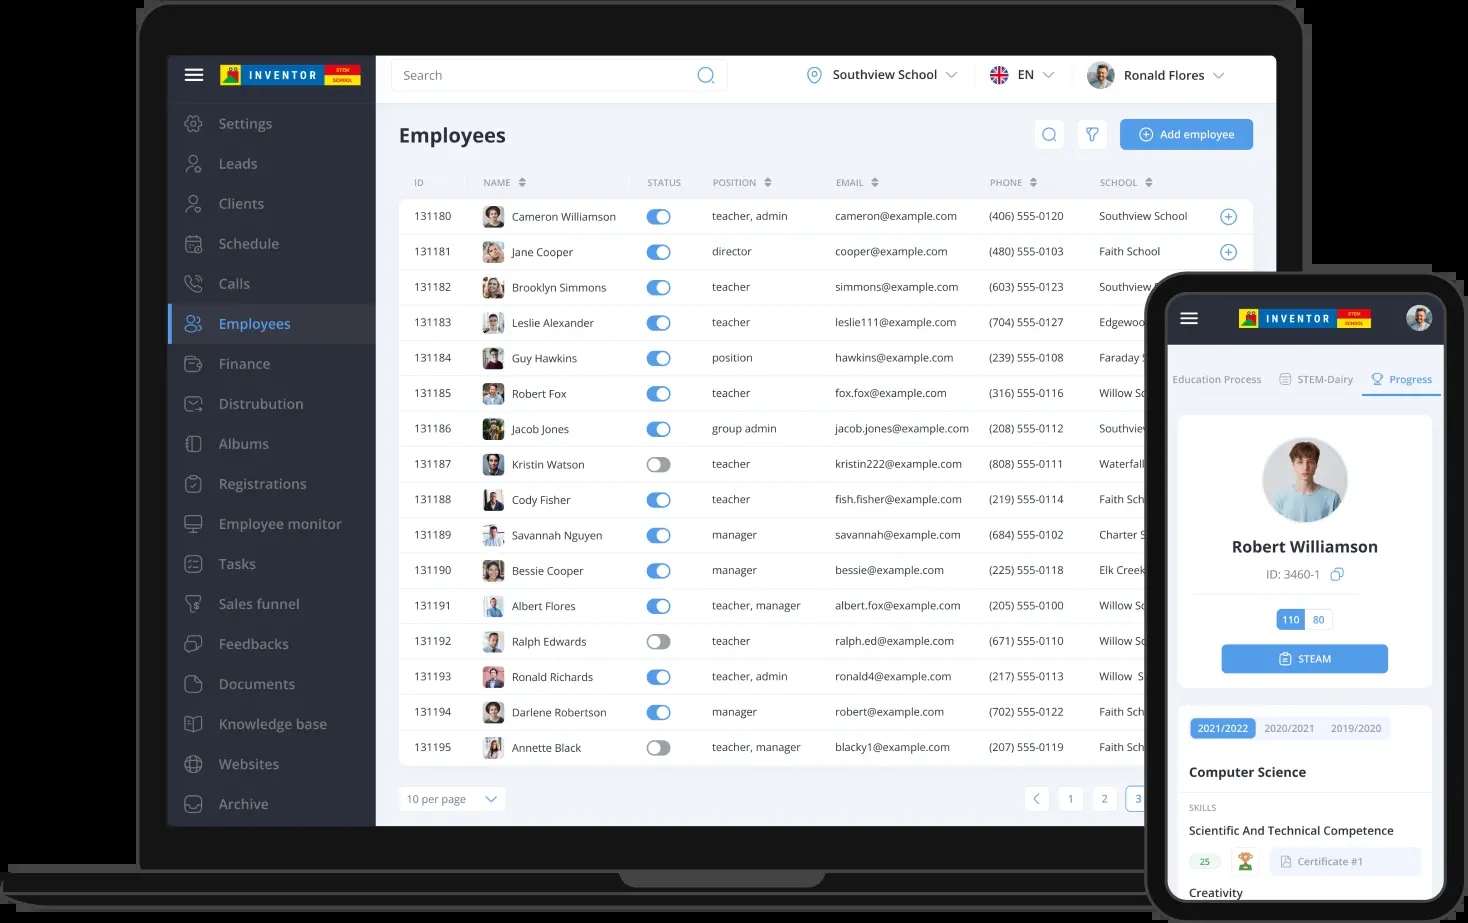 INVENTOR STEM SCHOOL
Search
Southview School
EN
Ronald Flores
Settings
Leads
Clients
Schedule
Calls
Employees
Finance
Distrubution
Albums
Registrations
Employee monitor
Tasks
Sales funnel
Feedbacks
Documents
Knowledge base
Websites
Archive
Employees
Add employee
ID NAME STATUS POSITION EMAIL PHONE SCHOOL
131180 Cameron Williamson teacher, admin cameron@example.com (406) 555-0120 Southview School
131181 Jane Cooper director cooper@example.com (480) 555-0103 Faith School
131182 Brooklyn Simmons teacher simmons@example.com (603) 555-0123 Southview
131183 Leslie Alexander teacher leslie111@example.com (704) 555-0127 Edgewoo
131184 Guy Hawkins position hawkins@example.com (239) 555-0108 Faraday S
131185 Robert Fox teacher fox.fox@example.com (316) 555-0116 Willow Sc
131186 Jacob Jones group admin jacob.jones@example.com (208) 555-0112 Southview
131187 Kristin Watson teacher kristin222@example.com (808) 555-0111 Waterfall
131188 Cody Fisher teacher fish.fisher@example.com (219) 555-0114 Faith Sch
131189 Savannah Nguyen manager savannah@example.com (684) 555-0102 Charter S
131190 Bessie Cooper manager bessie@example.com (225) 555-0118 Elk Creek
131191 Albert Flores teacher, manager albert.fox@example.com (205) 555-0100 Willow Sc
131192 Ralph Edwards teacher ralph.ed@example.com (671) 555-0110 Willow Sc
131193 Ronald Richards teacher, admin ronald4@example.com (217) 555-0113 Willow S
131194 Darlene Robertson manager robert@example.com (702) 555-0122 Faith Sch
131195 Annette Black teacher, manager blacky1@example.com (207) 555-0119 Faith Sch
10 per page
1 2 3
INVENTOR STEM SCHOOL
Education Process STEM-Dairy Progress
Robert Williamson
ID: 3460-1
110 80
STEAM
2021/2022 2020/2021 2019/2020
Computer Science
SKILLS
Scientific And Technical Competence
25 Certificate #1
Creativity